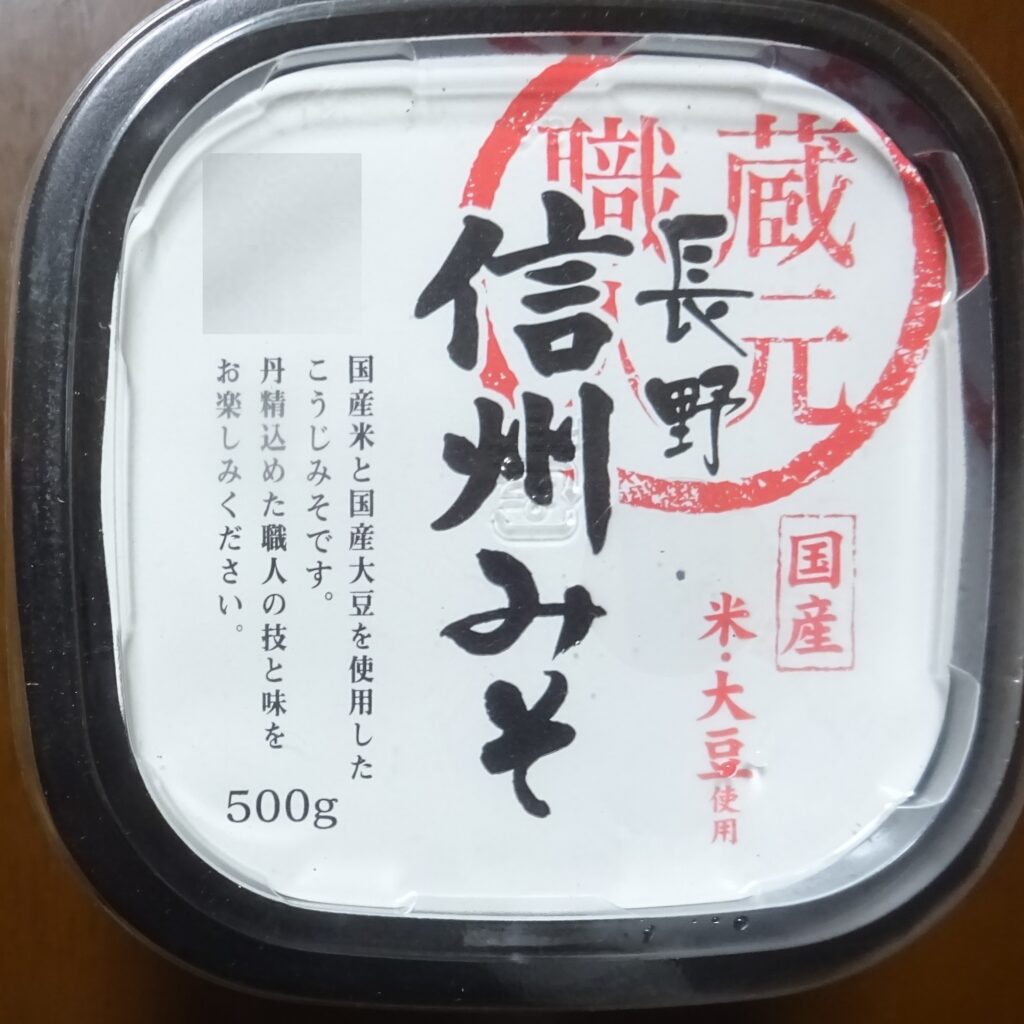 蔵元
職
長野
信州みそ
国産
米・大豆使用
国産米と国産大豆を使用した
こうじみそです。
丹精込めた職人の技と味を
お楽しみください。
500g